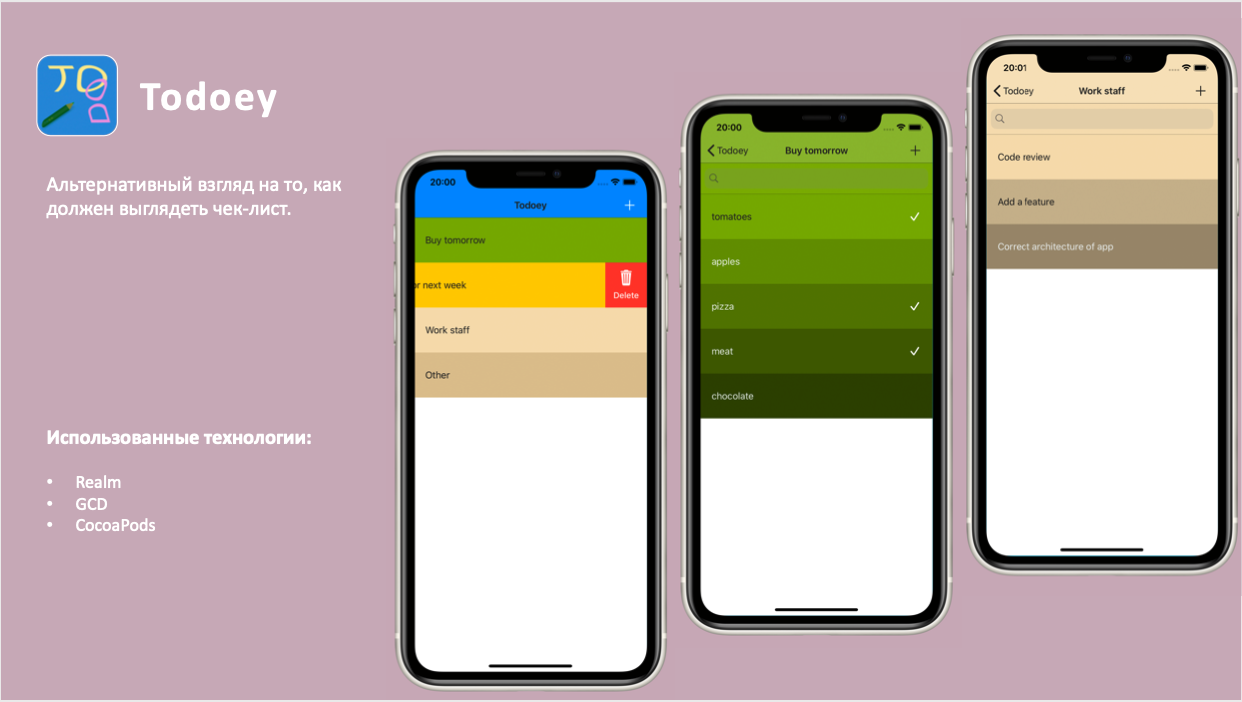 Todoey
Альтернативный взгляд на то, как
должен выглядеть чек-лист.
Использованные технологии:
• Realm
• GCD
• CocoaPods
20:00
Todoey
Buy tomorrow
or next week
Delete
Work staff
Other
20:00
Todoey
Buy tomorrow
tomatoes
apples
pizza
meat
chocolate
20:01
Todoey
Work staff
Code review
Add a feature
Correct architecture of app